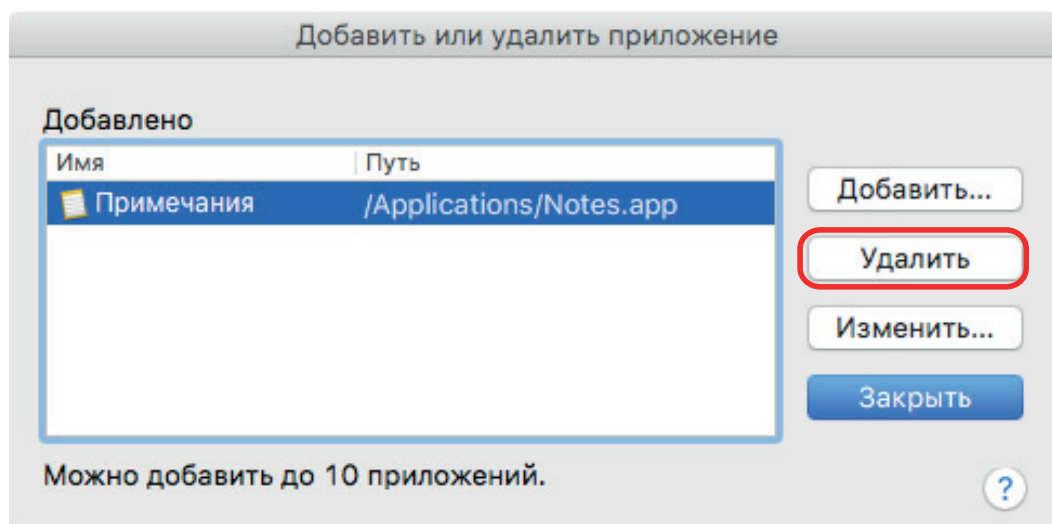 Добавить или удалить приложение
Добавлено
Имя Путь
Примечания /Applications/Notes.app
Добавить...
Удалить
Изменить...
Закрыть
Можно добавить до 10 приложений.
?